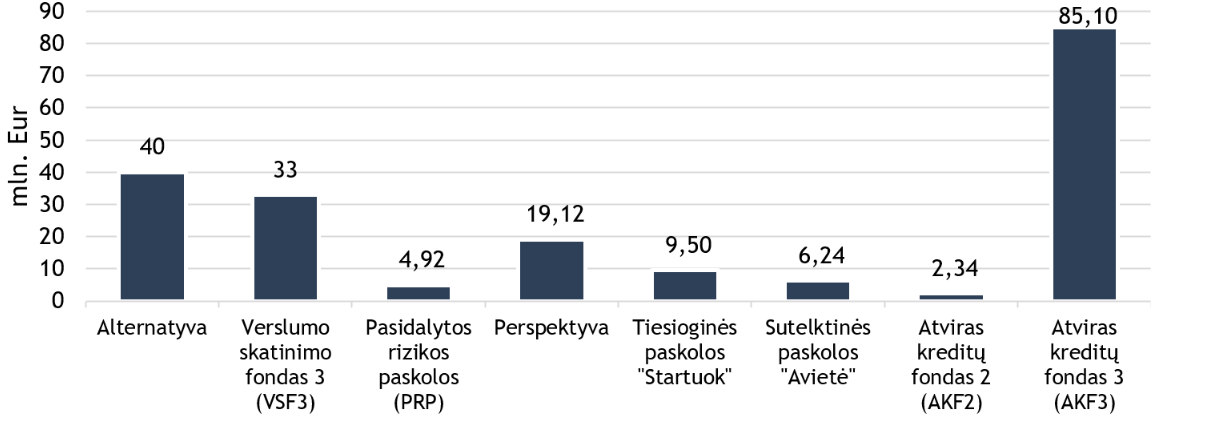 mln. Eur
90
80
70
60
50
40
30
20
10
0
40
33
4,92
19,12
9,50
6,24
2,34
85,10
Alternatyva
Verslumo
skatinimo
fondas 3
(VSF3)
Pasidalytos
rizikos
paskolos
(PRP)
Perspektyva
Tiesioginės
paskolos
"Startuok"
Sutelktinės
paskolos
"Avietė"
Atviras
kreditų
fondas 2
(AKF2)
Atviras
kreditų
fondas 3
(AKF3)